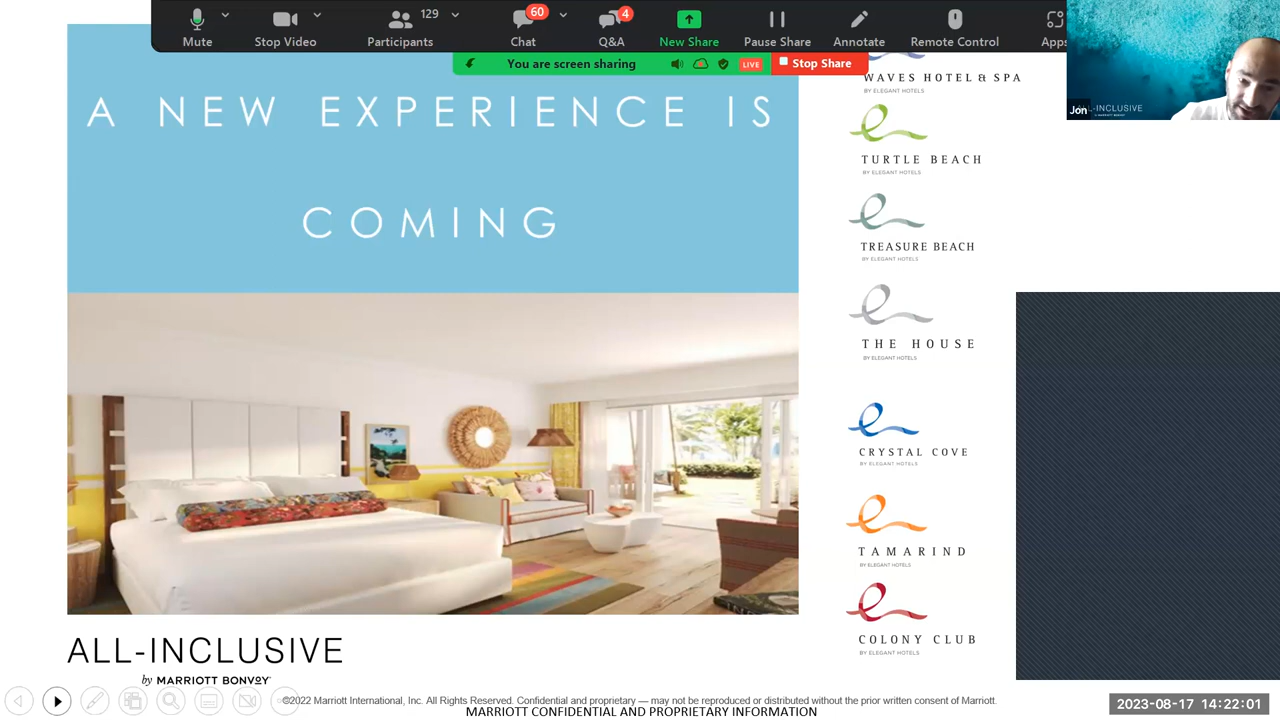 129
60
4
Mute
Stop Video
Participants
Chat
Q&A
New Share
Pause Share
Annotate
Remote Control
Apps
You are screen sharing
LIVE
Stop Share
Jon
ALL-INCLUSIVE
A NEW EXPERIENCE IS
COMING
WAVES HOTEL & SPA
BY ELEGANT HOTELS
TURTLE BEACH
BY ELEGANT HOTELS
TREASURE BEACH
BY ELEGANT HOTELS
THE HOUSE
BY ELEGANT HOTELS
CRYSTAL COVE
BY ELEGANT HOTELS
TAMARIND
BY ELEGANT HOTELS
COLONY CLUB
BY ELEGANT HOTELS
ALL-INCLUSIVE
by MARRIOTT BONVOY
©2022 Marriott International, Inc. All Rights Reserved. Confidential and proprietary — may not be reproduced or distributed without the prior written consent of Marriott.
MARRIOTT CONFIDENTIAL AND PROPRIETARY INFORMATION
2023-08-17 14:22:01